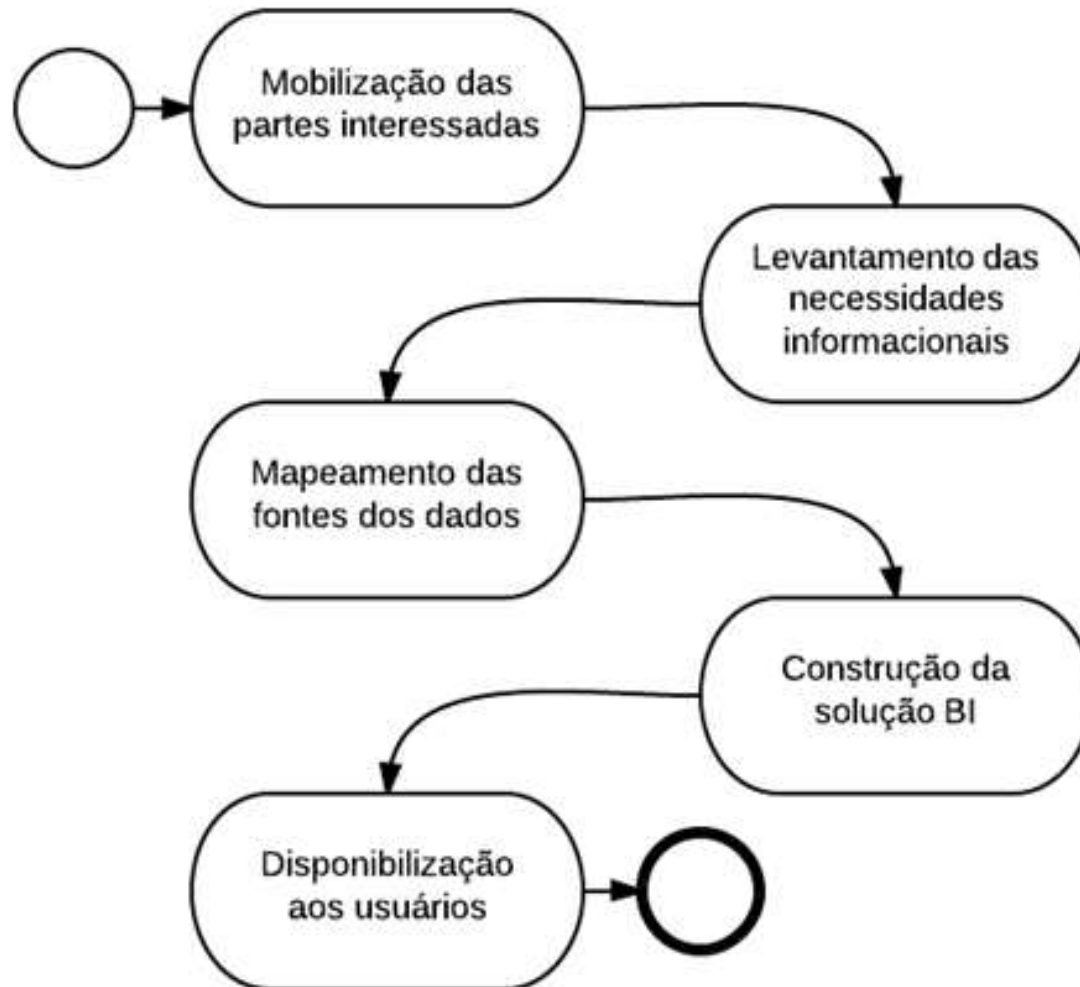 Mobilização das
partes interessadas
Levantamento das
necessidades
informacionais
Mapeamento das
fontes dos dados
Construção da
solução BI
Disponibilização
aos usuários